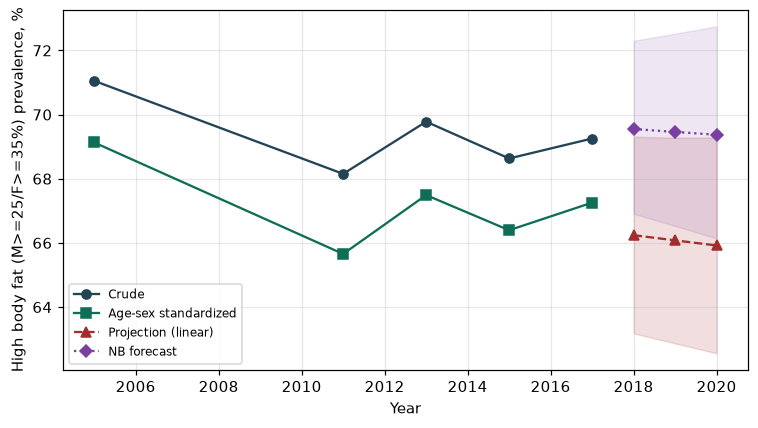 High body fat (M>=25/F>=35%) prevalence, %
72
70
68
66
64
Crude
Age-sex standardized
Projection (linear)
NB forecast
2006 2008 2010 2012 2014 2016 2018 2020
Year